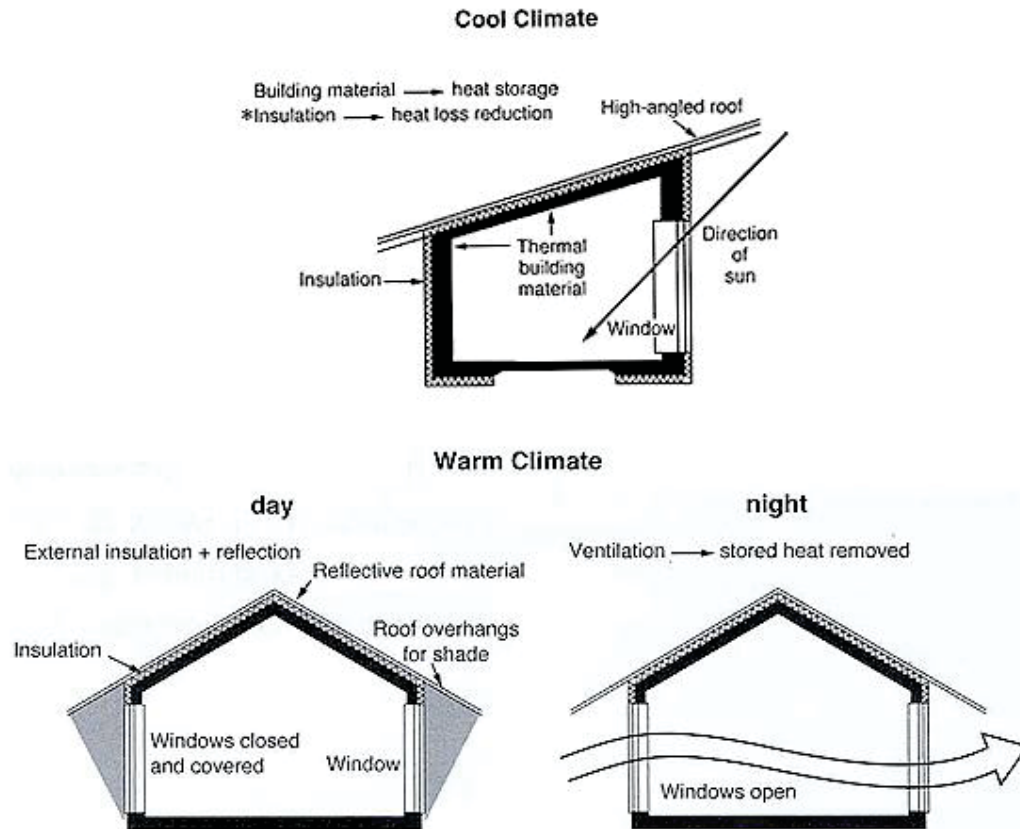 Cool Climate
Building material → heat storage
*Insulation → heat loss reduction
High-angled roof
Thermal
building
material
Direction
of
sun
Insulation
Window
Warm Climate
day
External insulation + reflection
Reflective roof material
Roof overhangs
for shade
Insulation
Windows closed
and covered
Window
night
Ventilation → stored heat removed
Windows open